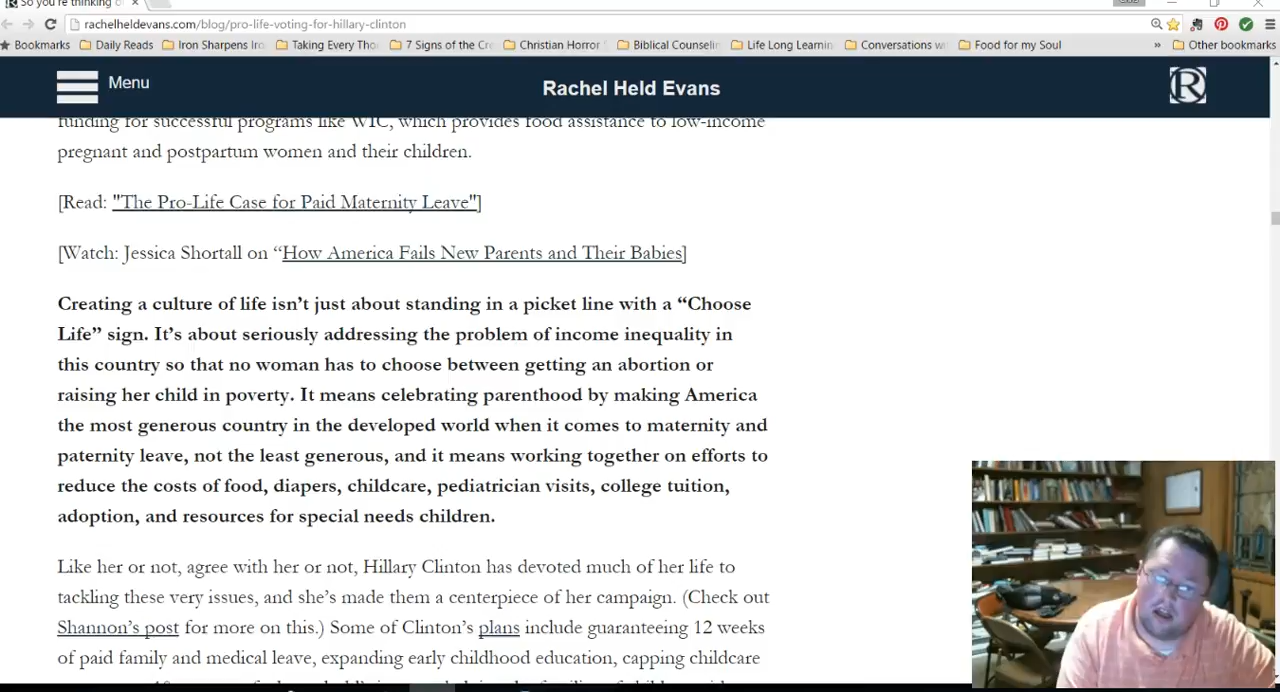 So you're thinking o
rachelheldevans.com/blog/pro-life-voting-for-hillary-clinton
Bookmarks Daily Reads Iron Sharpens Iro Taking Every Tho 7 Signs of the Cre Christian Horror Biblical Counselin Life Long Learnin Conversations w Food for my Soul » Other bookmarks
Menu Rachel Held Evans R
funding for successful programs like WIC, which provides food assistance to low-income
pregnant and postpartum women and their children.
[Read: "The Pro-Life Case for Paid Maternity Leave"]
[Watch: Jessica Shortall on “How America Fails New Parents and Their Babies]
Creating a culture of life isn’t just about standing in a picket line with a “Choose
Life” sign. It’s about seriously addressing the problem of income inequality in
this country so that no woman has to choose between getting an abortion or
raising her child in poverty. It means celebrating parenthood by making America
the most generous country in the developed world when it comes to maternity and
paternity leave, not the least generous, and it means working together on efforts to
reduce the costs of food, diapers, childcare, pediatrician visits, college tuition,
adoption, and resources for special needs children.
Like her or not, agree with her or not, Hillary Clinton has devoted much of her life to
tackling these very issues, and she’s made them a centerpiece of her campaign. (Check out
Shannon’s post for more on this.) Some of Clinton’s plans include guaranteeing 12 weeks
of paid family and medical leave, expanding early childhood education, capping childcare